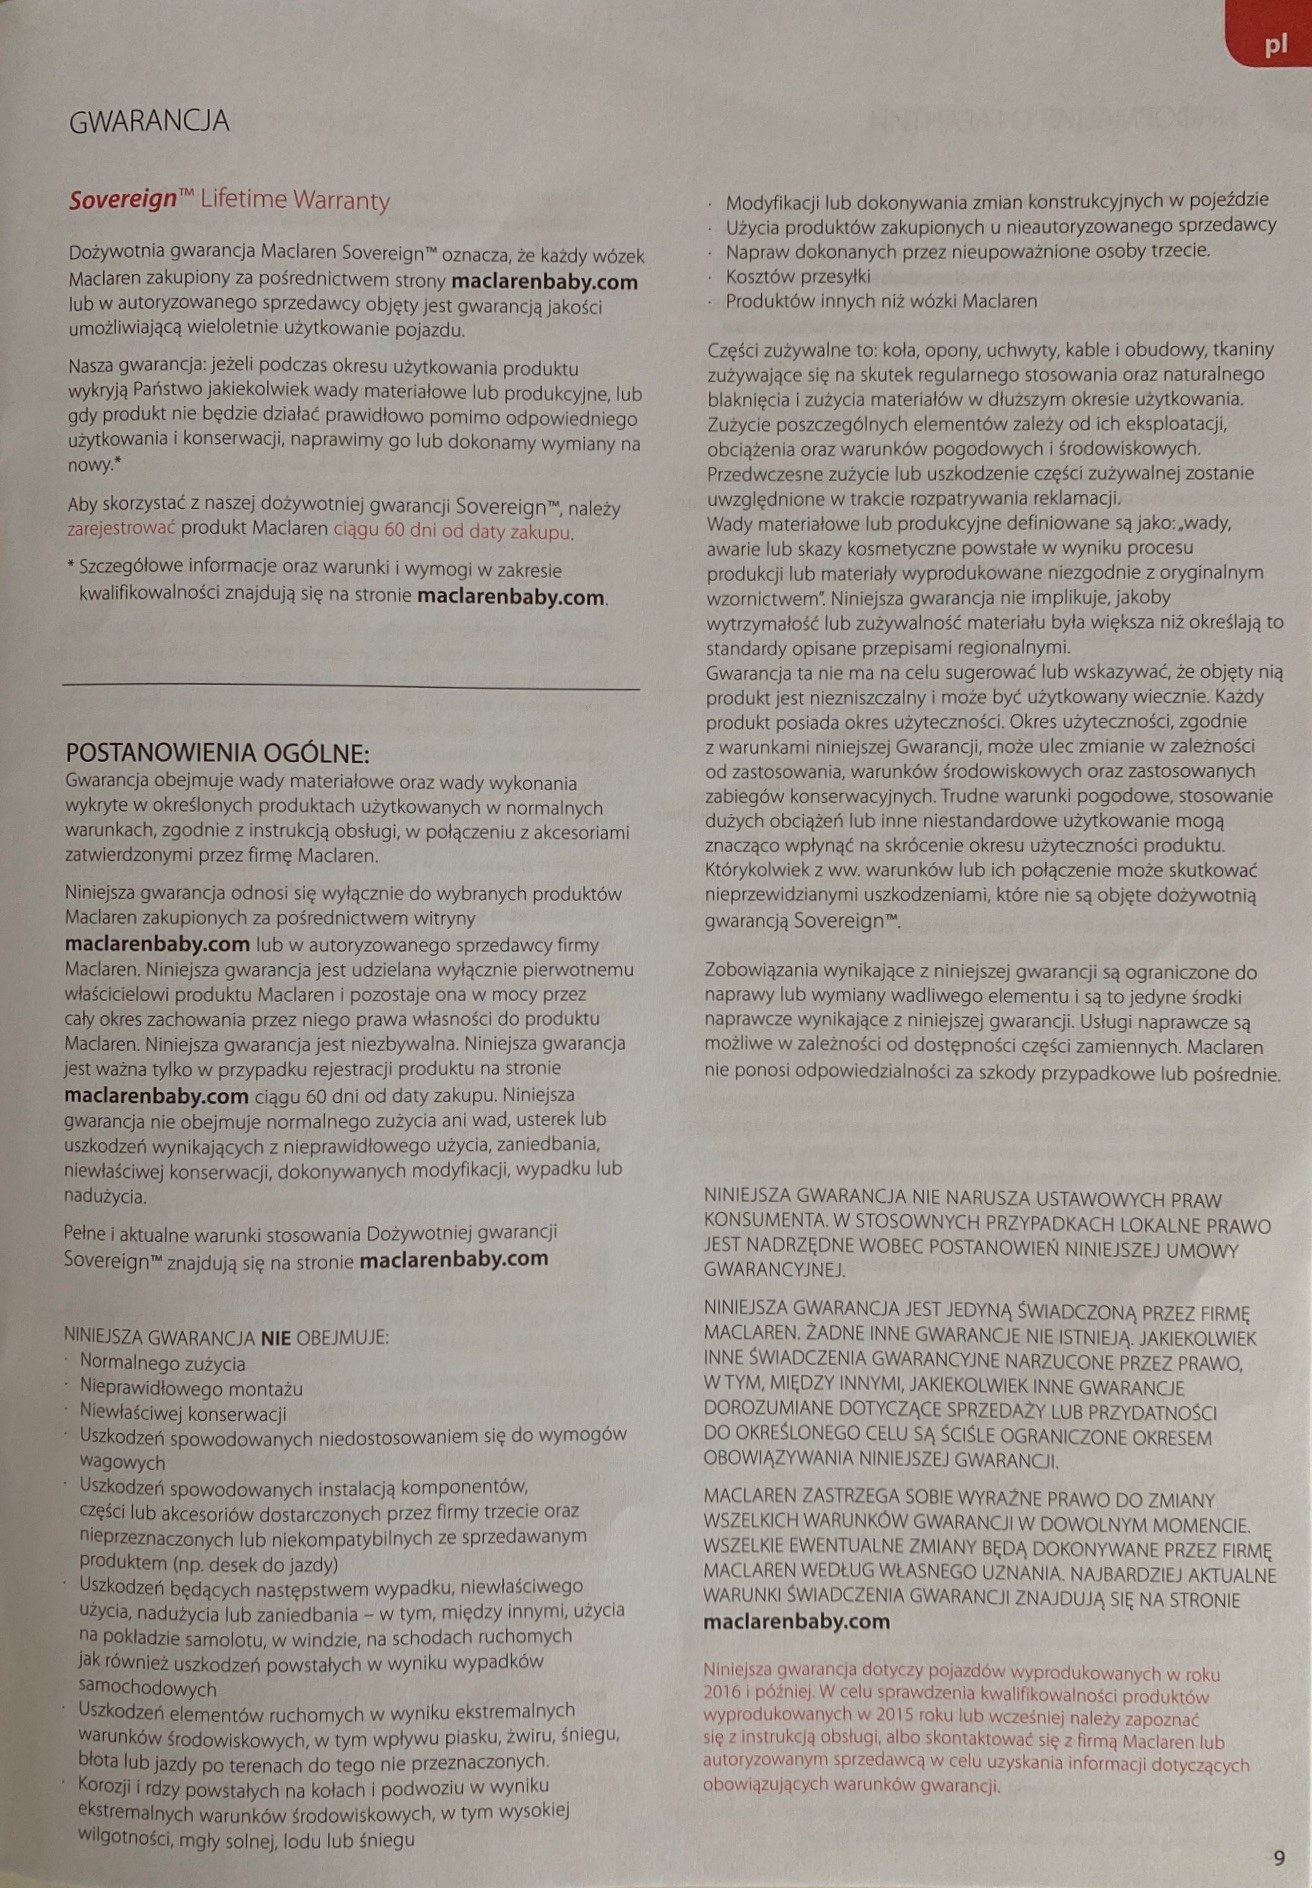 pl
GWARANCJA
Sovereign™ Lifetime Warranty
Dożywotnia gwarancja Maclaren Sovereign™ oznacza, że każdy wózek
Maclaren zakupiony za pośrednictwem strony maclarenbaby.com
lub w autoryzowanego sprzedawcy objęty jest gwarancją jakości
umożliwiającą wieloletnie użytkowanie pojazdu.
Nasza gwarancja: jeżeli podczas okresu użytkowania produktu
wykryją Państwo jakiekolwiek wady materiałowe lub produkcyjne, lub
gdy produkt nie będzie działać prawidłowo pomimo odpowiedniego
użytkowania i konserwacji, naprawimy go lub dokonamy wymiany na
nowy.*
Aby skorzystać z naszej dożywotniej gwarancji Sovereign™, należy
zarejestrować produkt Maclaren ciągu 60 dni od daty zakupu.
* Szczegółowe informacje oraz warunki i wymogi w zakresie
kwalifikowalności znajdują się na stronie maclarenbaby.com.
POSTANOWIENIA OGÓLNE:
Gwarancja obejmuje wady materiałowe oraz wady wykonania
wykryte w określonych produktach użytkowanych w normalnych
warunkach, zgodnie z instrukcją obsługi, w połączeniu z akcesoriami
zatwierdzonymi przez firmę Maclaren.
Niniejsza gwarancja odnosi się wyłącznie do wybranych produktów
Maclaren zakupionych za pośrednictwem witryny
maclarenbaby.com lub w autoryzowanego sprzedawcy firmy
Maclaren. Niniejsza gwarancja jest udzielana wyłącznie pierwotnemu
właścicielowi produktu Maclaren i pozostaje ona w mocy przez
cały okres zachowania przez niego prawa własności do produktu
Maclaren. Niniejsza gwarancja jest niezbywalna. Niniejsza gwarancja
jest ważna tylko w przypadku rejestracji produktu na stronie
maclarenbaby.com ciągu 60 dni od daty zakupu. Niniejsza
gwarancja nie obejmuje normalnego zużycia ani wad, usterek lub
uszkodzeń wynikających z nieprawidłowego użycia, zaniedbania,
niewłaściwej konserwacji, dokonywanych modyfikacji, wypadku lub
nadużycia.
Pełne i aktualne warunki stosowania Dożywotniej gwarancji
Sovereign™ znajdują się na stronie maclarenbaby.com
NINIEJSZA GWARANCJA NIE OBEJMUJE:
· Normalnego zużycia
· Nieprawidłowego montażu
· Niewłaściwej konserwacji
· Uszkodzeń spowodowanych niedostosowaniem się do wymogów
wagowych
· Uszkodzeń spowodowanych instalacją komponentów,
części lub akcesoriów dostarczonych przez firmy trzecie oraz
nieprzeznaczonych lub niekompatybilnych ze sprzedawanym
produktem (np. desek do jazdy)
· Uszkodzeń będących następstwem wypadku, niewłaściwego
użycia, nadużycia lub zaniedbania – w tym, między innymi, użycia
na pokładzie samolotu, w windzie, na schodach ruchomych
jak również uszkodzeń powstałych w wyniku wypadków
samochodowych
· Uszkodzeń elementów ruchomych w wyniku ekstremalnych
warunków środowiskowych, w tym wpływu piasku, żwiru, śniegu,
błota lub jazdy po terenach do tego nie przeznaczonych.
· Korozji i rdzy powstałych na kołach i podwoziu w wyniku
ekstremalnych warunków środowiskowych, w tym wysokiej
wilgotności, mgły solnej, lodu lub śniegu
· Modyfikacji lub dokonywania zmian konstrukcyjnych w pojeździe
· Użycia produktów zakupionych u nieautoryzowanego sprzedawcy
· Napraw dokonanych przez nieupoważnione osoby trzecie.
· Kosztów przesyłki
· Produktów innych niż wózki Maclaren
Części zużywalne to: koła, opony, uchwyty, kable i obudowy, tkaniny
zużywające się na skutek regularnego stosowania oraz naturalnego
blaknięcia i zużycia materiałów w dłuższym okresie użytkowania.
Zużycie poszczególnych elementów zależy od ich eksploatacji,
obciążenia oraz warunków pogodowych i środowiskowych.
Przedwczesne zużycie lub uszkodzenie części zużywalnej zostanie
uwzględnione w trakcie rozpatrywania reklamacji.
Wady materiałowe lub produkcyjne definiowane są jako: „wady,
awarie lub skazy kosmetyczne powstałe w wyniku procesu
produkcji lub materiały wyprodukowane niezgodnie z oryginalnym
wzornictwem”. Niniejsza gwarancja nie implikuje, jakoby
wytrzymałość lub zużywalność materiału była większa niż określają to
standardy opisane przepisami regionalnymi.
Gwarancja ta nie ma na celu sugerować lub wskazywać, że objęty nią
produkt jest niezniszczalny i może być użytkowany wiecznie. Każdy
produkt posiada okres użyteczności. Okres użyteczności, zgodnie
z warunkami niniejszej Gwarancji, może ulec zmianie w zależności
od zastosowania, warunków środowiskowych oraz zastosowanych
zabiegów konserwacyjnych. Trudne warunki pogodowe, stosowanie
dużych obciążeń lub inne niestandardowe użytkowanie mogą
znacząco wpłynąć na skrócenie okresu użyteczności produktu.
Którykolwiek z ww. warunków lub ich połączenie może skutkować
nieprzewidzianymi uszkodzeniami, które nie są objęte dożywotnią
gwarancją Sovereign™.
Zobowiązania wynikające z niniejszej gwarancji są ograniczone do
naprawy lub wymiany wadliwego elementu i są to jedyne środki
naprawcze wynikające z niniejszej gwarancji. Usługi naprawcze są
możliwe w zależności od dostępności części zamiennych. Maclaren
nie ponosi odpowiedzialności za szkody przypadkowe lub pośrednie.
NINIEJSZA GWARANCJA NIE NARUSZA USTAWOWYCH PRAW
KONSUMENTA. W STOSOWNYCH PRZYPADKACH LOKALNE PRAWO
JEST NADRZĘDNE WOBEC POSTANOWIEŃ NINIEJSZEJ UMOWY
GWARANCYJNEJ.
NINIEJSZA GWARANCJA JEST JEDYNĄ ŚWIADCZONĄ PRZEZ FIRMĘ
MACLAREN. ŻADNE INNE GWARANCJE NIE ISTNIEJĄ. JAKIEKOLWIEK
INNE ŚWIADCZENIA GWARANCYJNE NARZUCONE PRZEZ PRAWO,
W TYM, MIĘDZY INNYMI, JAKIEKOLWIEK INNE GWARANCJE
DOROZUMIANE DOTYCZĄCE SPRZEDAŻY LUB PRZYDATNOŚCI
DO OKREŚLONEGO CELU SĄ ŚCIŚLE OGRANICZONE OKRESEM
OBOWIĄZYWANIA NINIEJSZEJ GWARANCJI.
MACLAREN ZASTRZEGA SOBIE WYRAŹNE PRAWO DO ZMIANY
WSZELKICH WARUNKÓW GWARANCJI W DOWOLNYM MOMENCIE.
WSZELKIE EWENTUALNE ZMIANY BĘDĄ DOKONYWANE PRZEZ FIRMĘ
MACLAREN WEDŁUG WŁASNEGO UZNANIA. NAJBARDZIEJ AKTUALNE
WARUNKI ŚWIADCZENIA GWARANCJI ZNAJDUJĄ SIĘ NA STRONIE
maclarenbaby.com
Niniejsza gwarancja dotyczy pojazdów wyprodukowanych w roku
2016 i później. W celu sprawdzenia kwalifikowalności produktów
wyprodukowanych w 2015 roku lub wcześniej należy zapoznać
się z instrukcją obsługi, albo skontaktować się z firmą Maclaren lub
autoryzowanym sprzedawcą w celu uzyskania informacji dotyczących
obowiązujących warunków gwarancji.
9